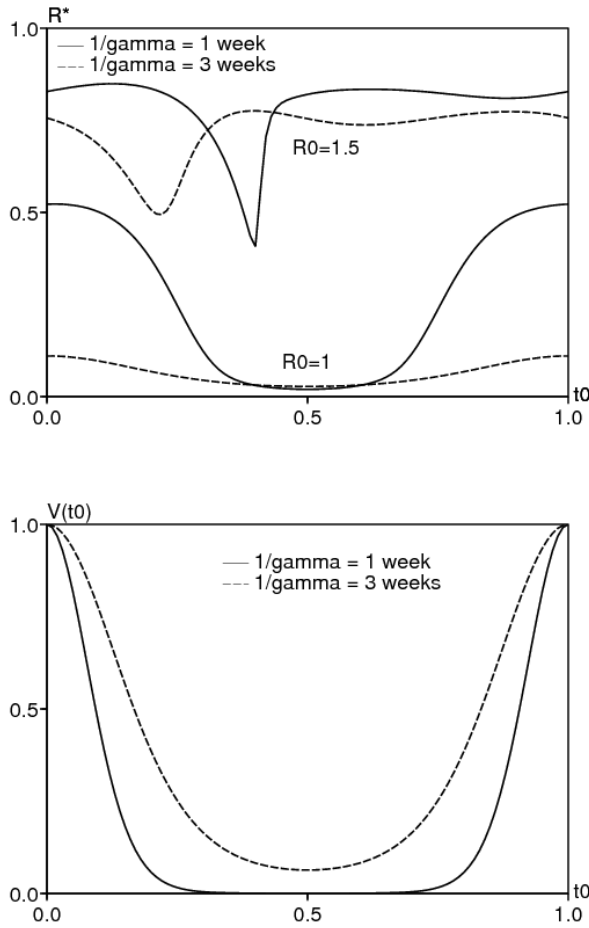 R*
1.0
1/gamma = 1 week
1/gamma = 3 weeks
R0=1.5
0.5
R0=1
0.0
0.0
0.5
1.0
t0
V(t0)
1.0
1/gamma = 1 week
1/gamma = 3 weeks
0.5
0.0
0.0
0.5
1.0
t0